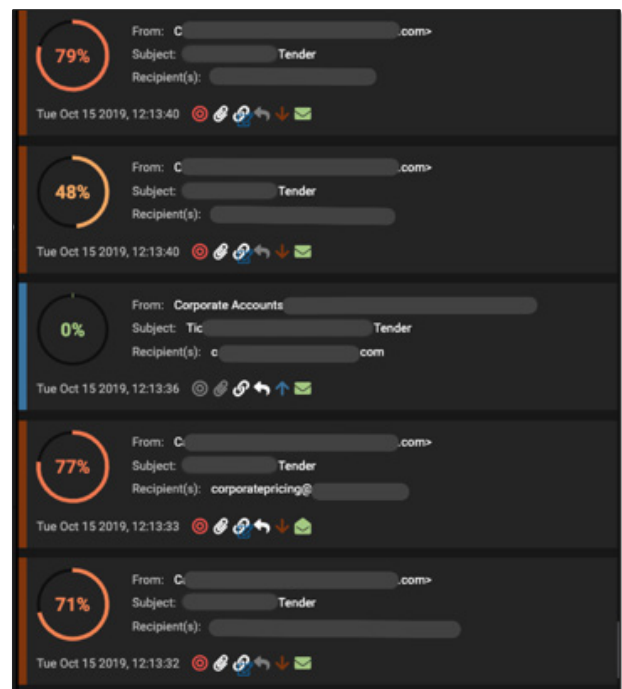 79%
From: C .com>
Subject: Tender
Recipient(s):
Tue Oct 15 2019, 12:13:40
48%
From: C .com>
Subject: Tender
Recipient(s):
Tue Oct 15 2019, 12:13:40
0%
From: Corporate Accounts
Subject: Tic Tender
Recipient(s): c com
Tue Oct 15 2019, 12:13:36
77%
From: C .com>
Subject: Tender
Recipient(s): corporatepricing@
Tue Oct 15 2019, 12:13:33
71%
From: C .com>
Subject: Tender
Recipient(s):
Tue Oct 15 2019, 12:13:32